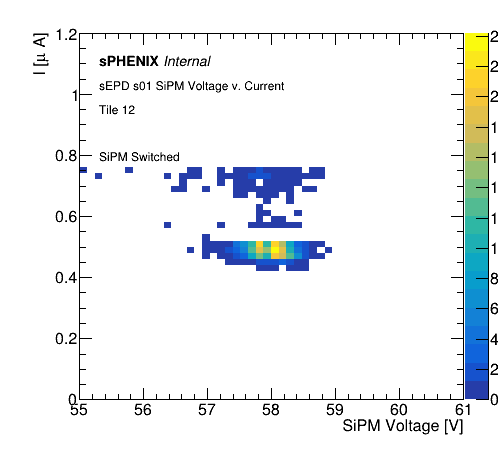 I [μ A]
1.2
1
0.8
0.6
0.4
0.2
0
sPHENIX Internal
sEPD s01 SiPM Voltage v. Current
Tile 12
SiPM Switched
2
2
2
1
1
1
1
1
8
6
4
2
0
55 56 57 58 59 60 61
SiPM Voltage [V]